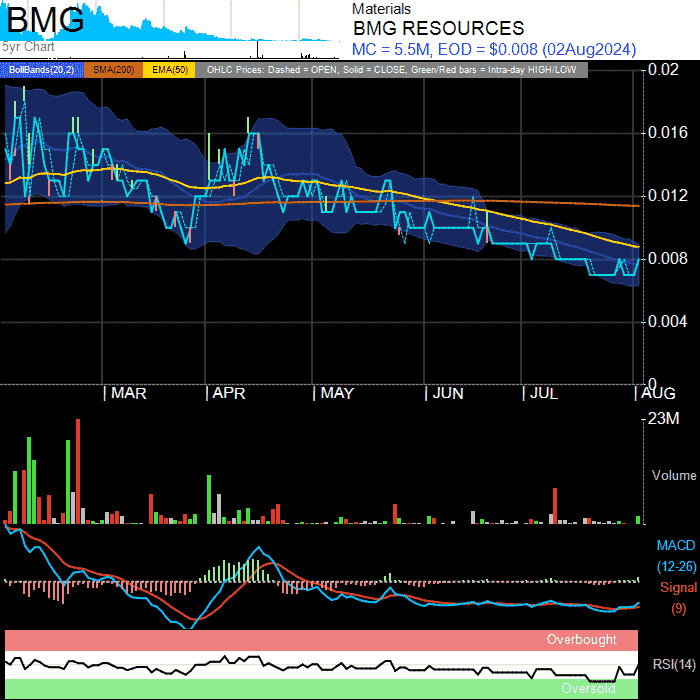 BMG
5yr Chart
Materials
BMG RESOURCES
MC = 5.5M, EOD = $0.008 (02Aug2024)
BollBands(20,2) SMA(200) EMA(50) OHLC Prices: Dashed = OPEN, Solid = CLOSE, Green/Red bars = Intra-day HIGH/LOW
0.02
0.016
0.012
0.008
0.004
0
MAR APR MAY JUN JUL AUG
23M
Volume
MACD
(12-26)
Signal
(9)
Overbought
RSI(14)
Oversold